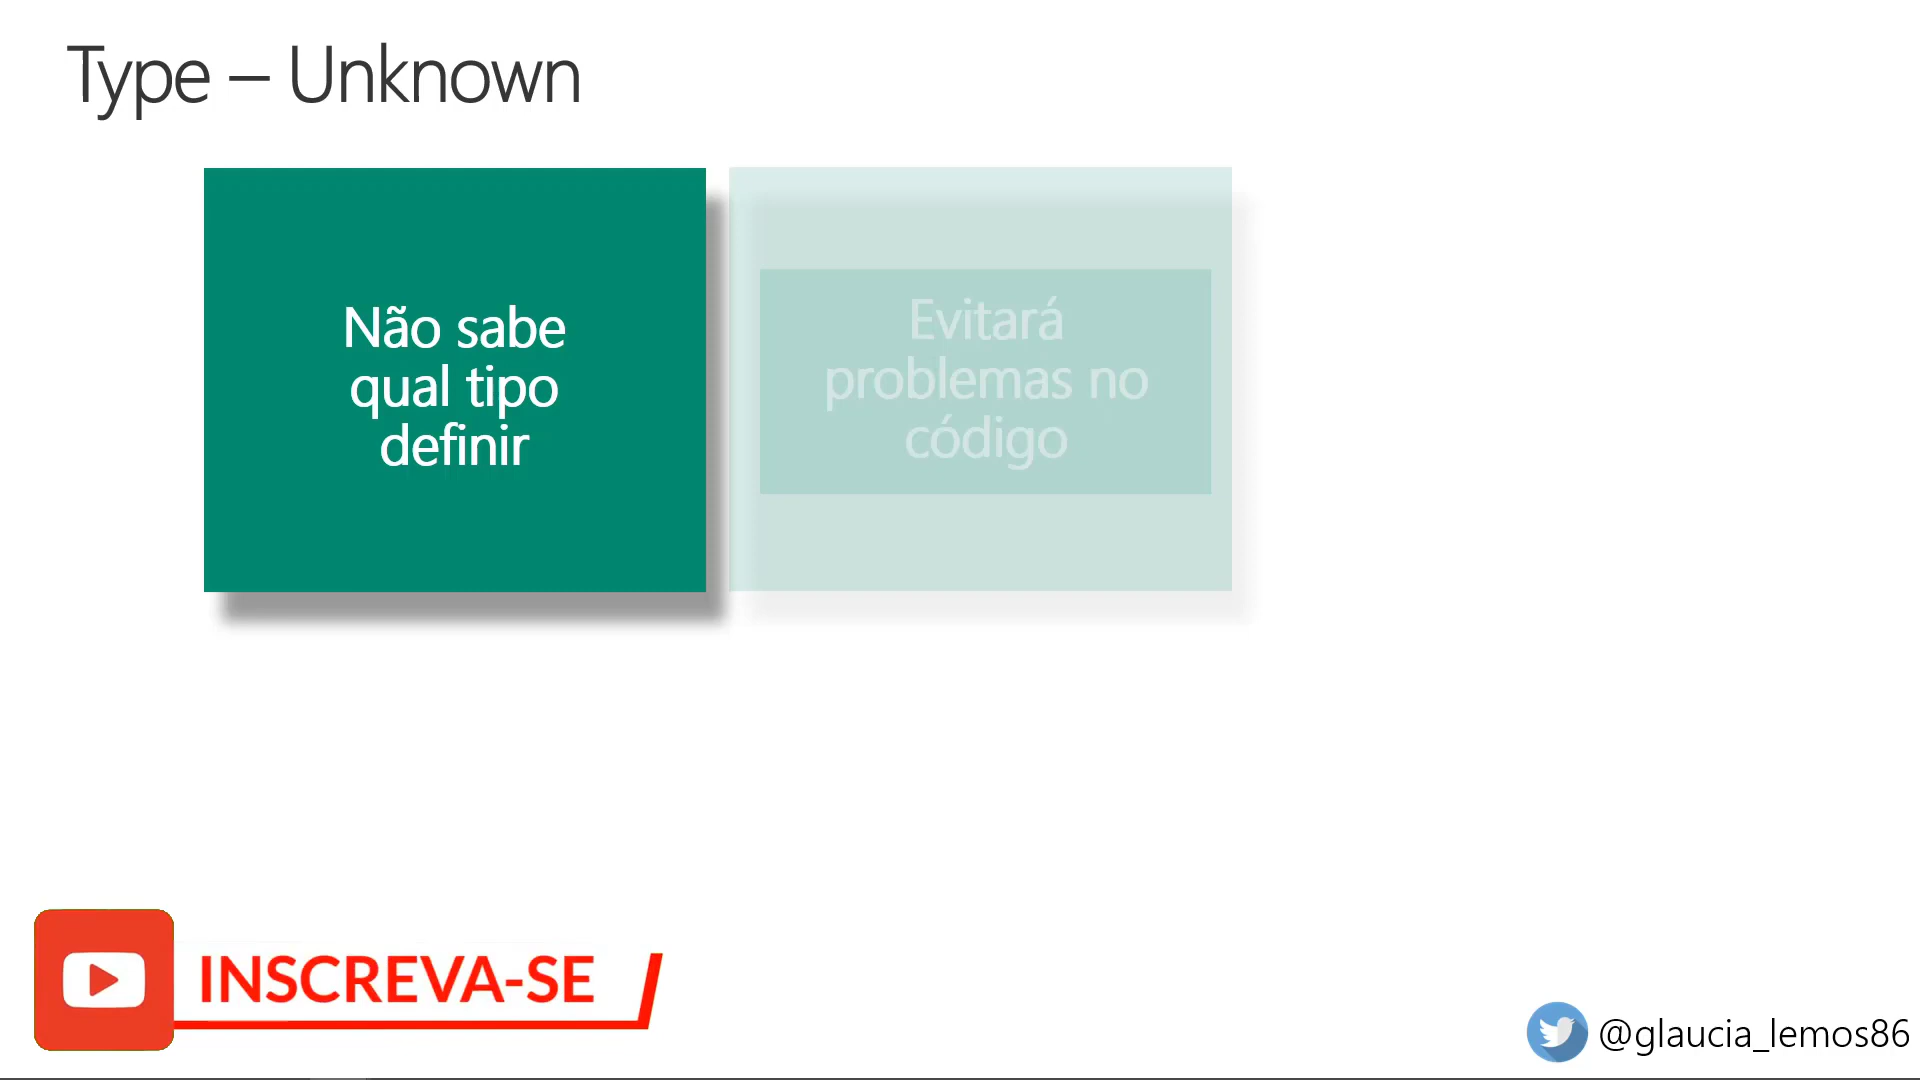 Type – Unknown
Não sabe
qual tipo
definir
Evitará
problemas no
código
INSCREVA-SE
@glaucia_lemos86